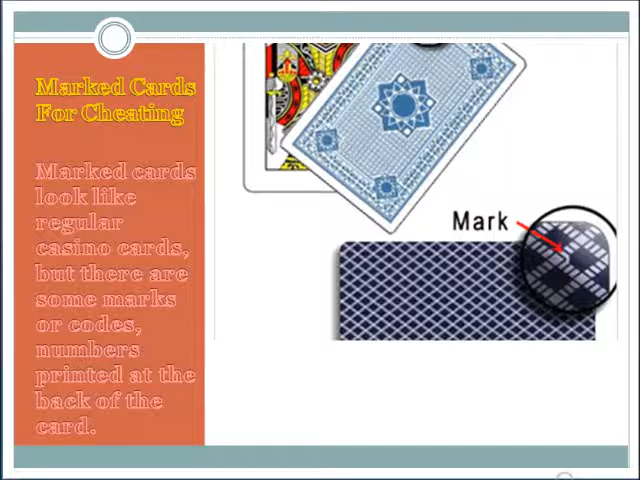 Marked Cards
For Cheating
Marked cards
look like
regular
casino cards,
but there are
some marks
or codes,
numbers
printed at the
back of the
card.
Mark